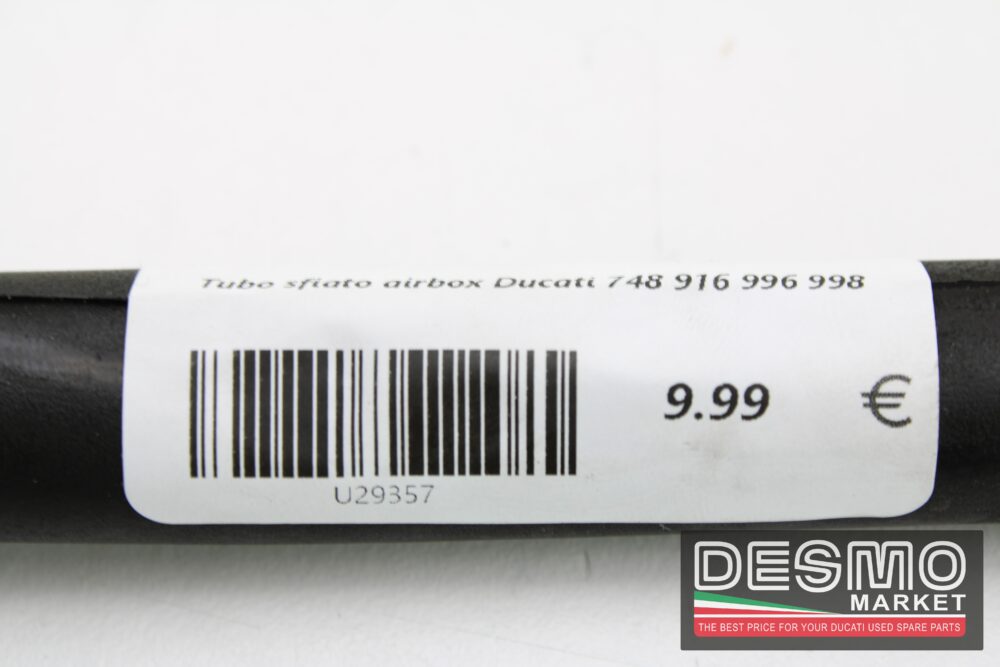 Tubo sfiato airbox Ducati 748 916 996 998
9.99 €
U29357
DESMO
MARKET
THE BEST PRICE FOR YOUR DUCATI USED SPARE PARTS